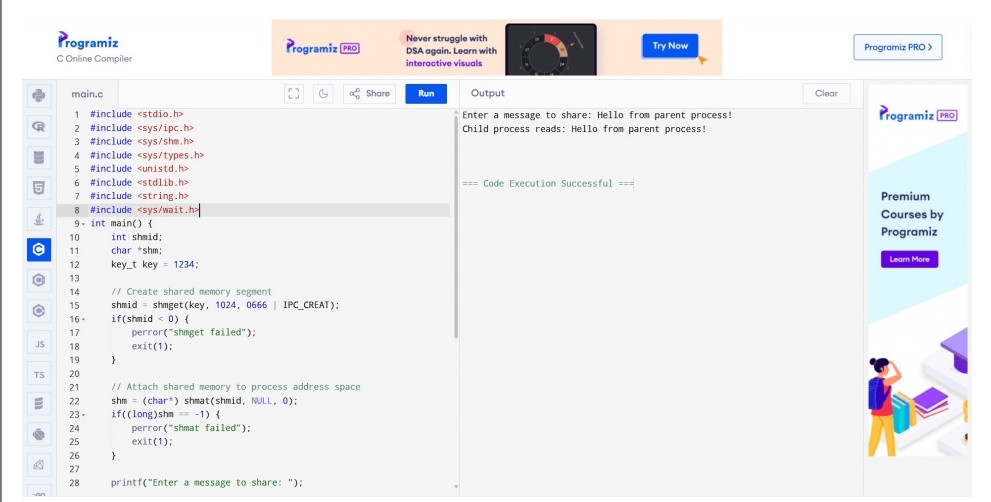 Programiz
C Online Compiler
Programiz PRO
Never struggle with
DSA again. Learn with
interactive visuals
Try Now
Programiz PRO >
main.c
Share
Run
Output
Clear
1 #include <stdio.h>
2 #include <sys/ipc.h>
3 #include <sys/shm.h>
4 #include <sys/types.h>
5 #include <unistd.h>
6 #include <stdlib.h>
7 #include <string.h>
8 #include <sys/wait.h>
9 int main() {
10     int shmid;
11     char *shm;
12     key_t key = 1234;
13
14     // Create shared memory segment
15     shmid = shmget(key, 1024, 0666 | IPC_CREAT);
16     if(shmid < 0) {
17         perror("shmget failed");
18         exit(1);
19     }
20
21     // Attach shared memory to process address space
22     shm = (char*) shmat(shmid, NULL, 0);
23     if((long)shm == -1) {
24         perror("shmat failed");
25         exit(1);
26     }
27
28     printf("Enter a message to share: ");
Enter a message to share: Hello from parent process!
Child process reads: Hello from parent process!
=== Code Execution Successful ===
JS
TS
Programiz PRO
Premium
Courses by
Programiz
Learn More